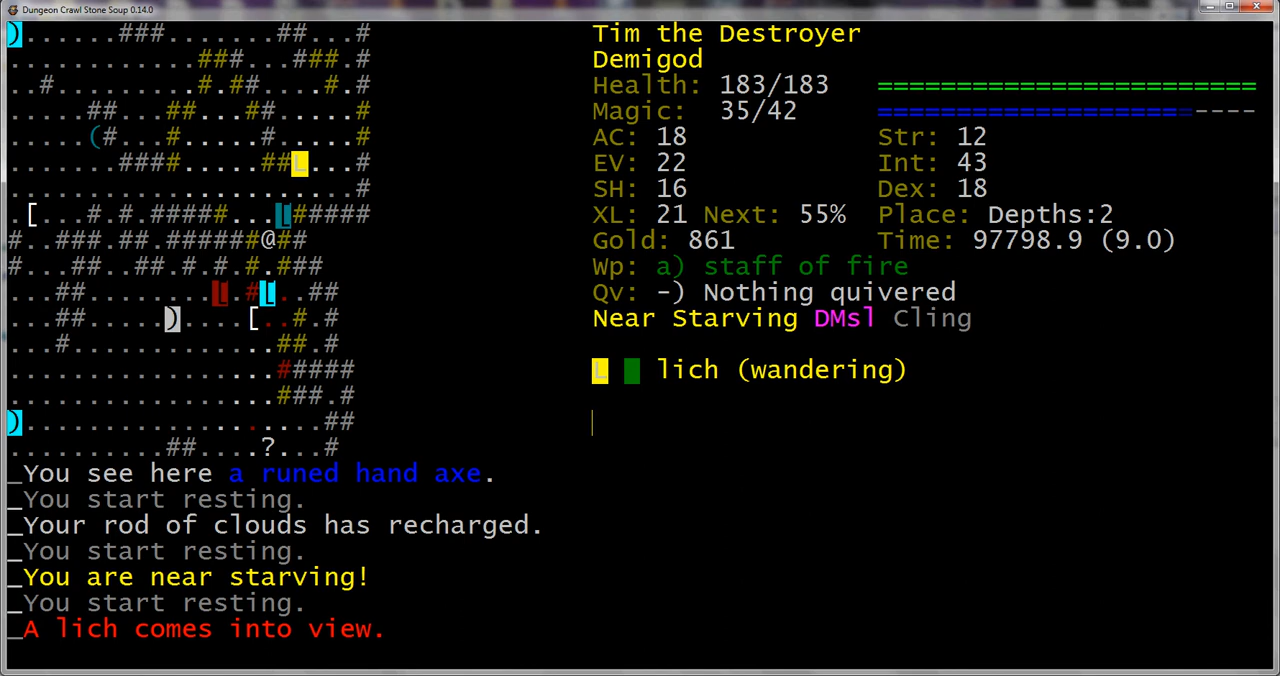 Dungeon Crawl Stone Soup 0.14.0
)......###.......##...# Tim the Destroyer
.............###...###.# Demigod
..#..........#.##....#.# Health: 183/183 ========================
.....##...##...##......# Magic: 35/42 ====================----
.....(#...#.....#.....# AC: 18 Str: 12
.......####.....##L...# EV: 22 Int: 43
......................# SH: 16 Dex: 18
.[...#.#.####...[##### XL: 21 Next: 55% Place: Depths:2
#..###.##.######@## Gold: 861 Time: 97798.9 (9.0)
#...##..##.#.#.#.### Wp: a) staff of fire
...##........[.#[..## Qv: -) Nothing quivered
...##.....)....[..#.# Near Starving DMsl Cling
...#.............##.#
.................##### L lich (wandering)
.................###.#
)...................##
..........##....?...#
_You see here a runed hand axe.
_You start resting.
_Your rod of clouds has recharged.
_You start resting.
_You are near starving!
_You start resting.
_A lich comes into view.